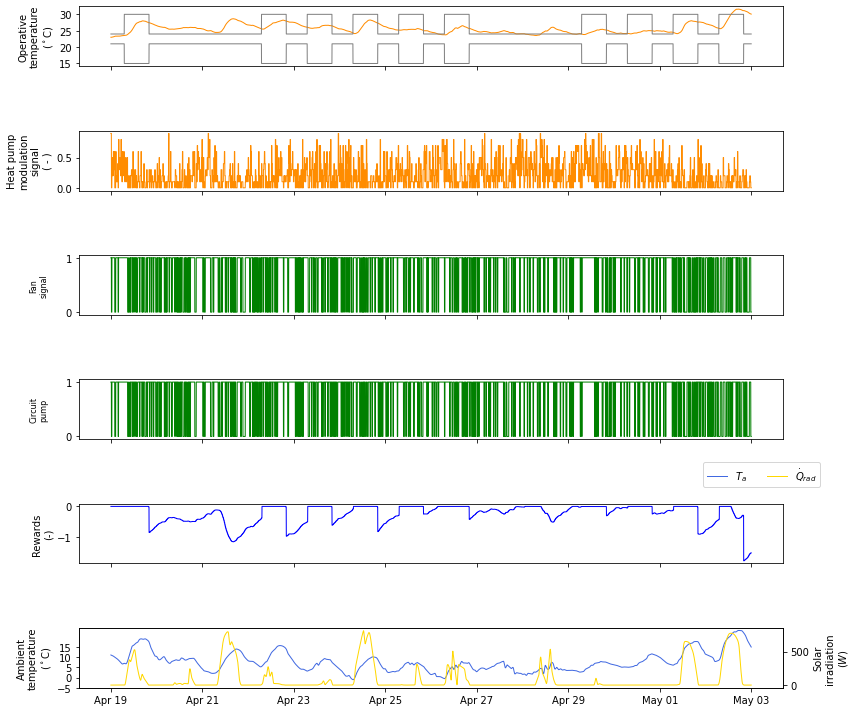 Operative
temperature
(°C)
30
25
20
15
Heat pump
modulation
signal
( - )
0.5
0.0
Fan
signal
1
0
Circuit
pump
1
0
T_a
Q̇_rad
Rewards
(-)
0
−1
Ambient
temperature
(°C)
15
10
5
0
−5
500
0
Solar
irradiation
(W)
Apr 19
Apr 21
Apr 23
Apr 25
Apr 27
Apr 29
May 01
May 03